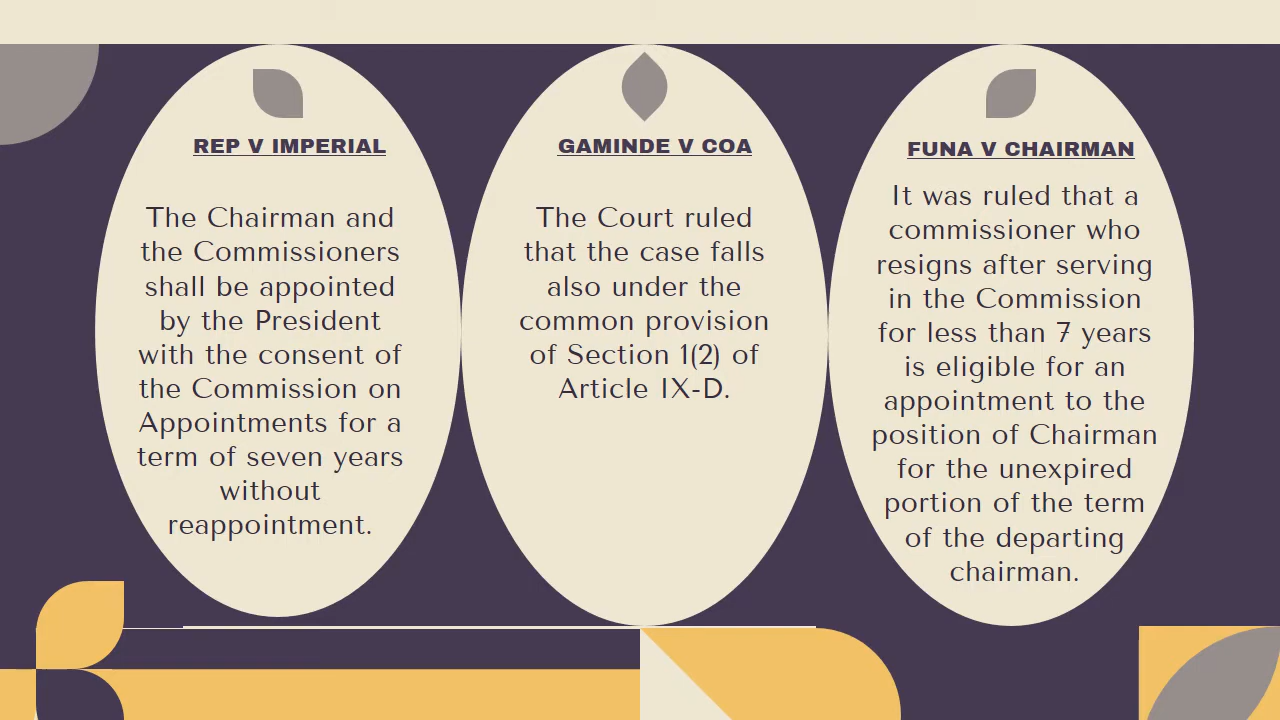 REP V IMPERIAL
The Chairman and
the Commissioners
shall be appointed
by the President
with the consent of
the Commission on
Appointments for a
term of seven years
without
reappointment.
GAMINDE V COA
The Court ruled
that the case falls
also under the
common provision
of Section 1(2) of
Article IX-D.
FUNA V CHAIRMAN
It was ruled that a
commissioner who
resigns after serving
in the Commission
for less than 7 years
is eligible for an
appointment to the
position of Chairman
for the unexpired
portion of the term
of the departing
chairman.